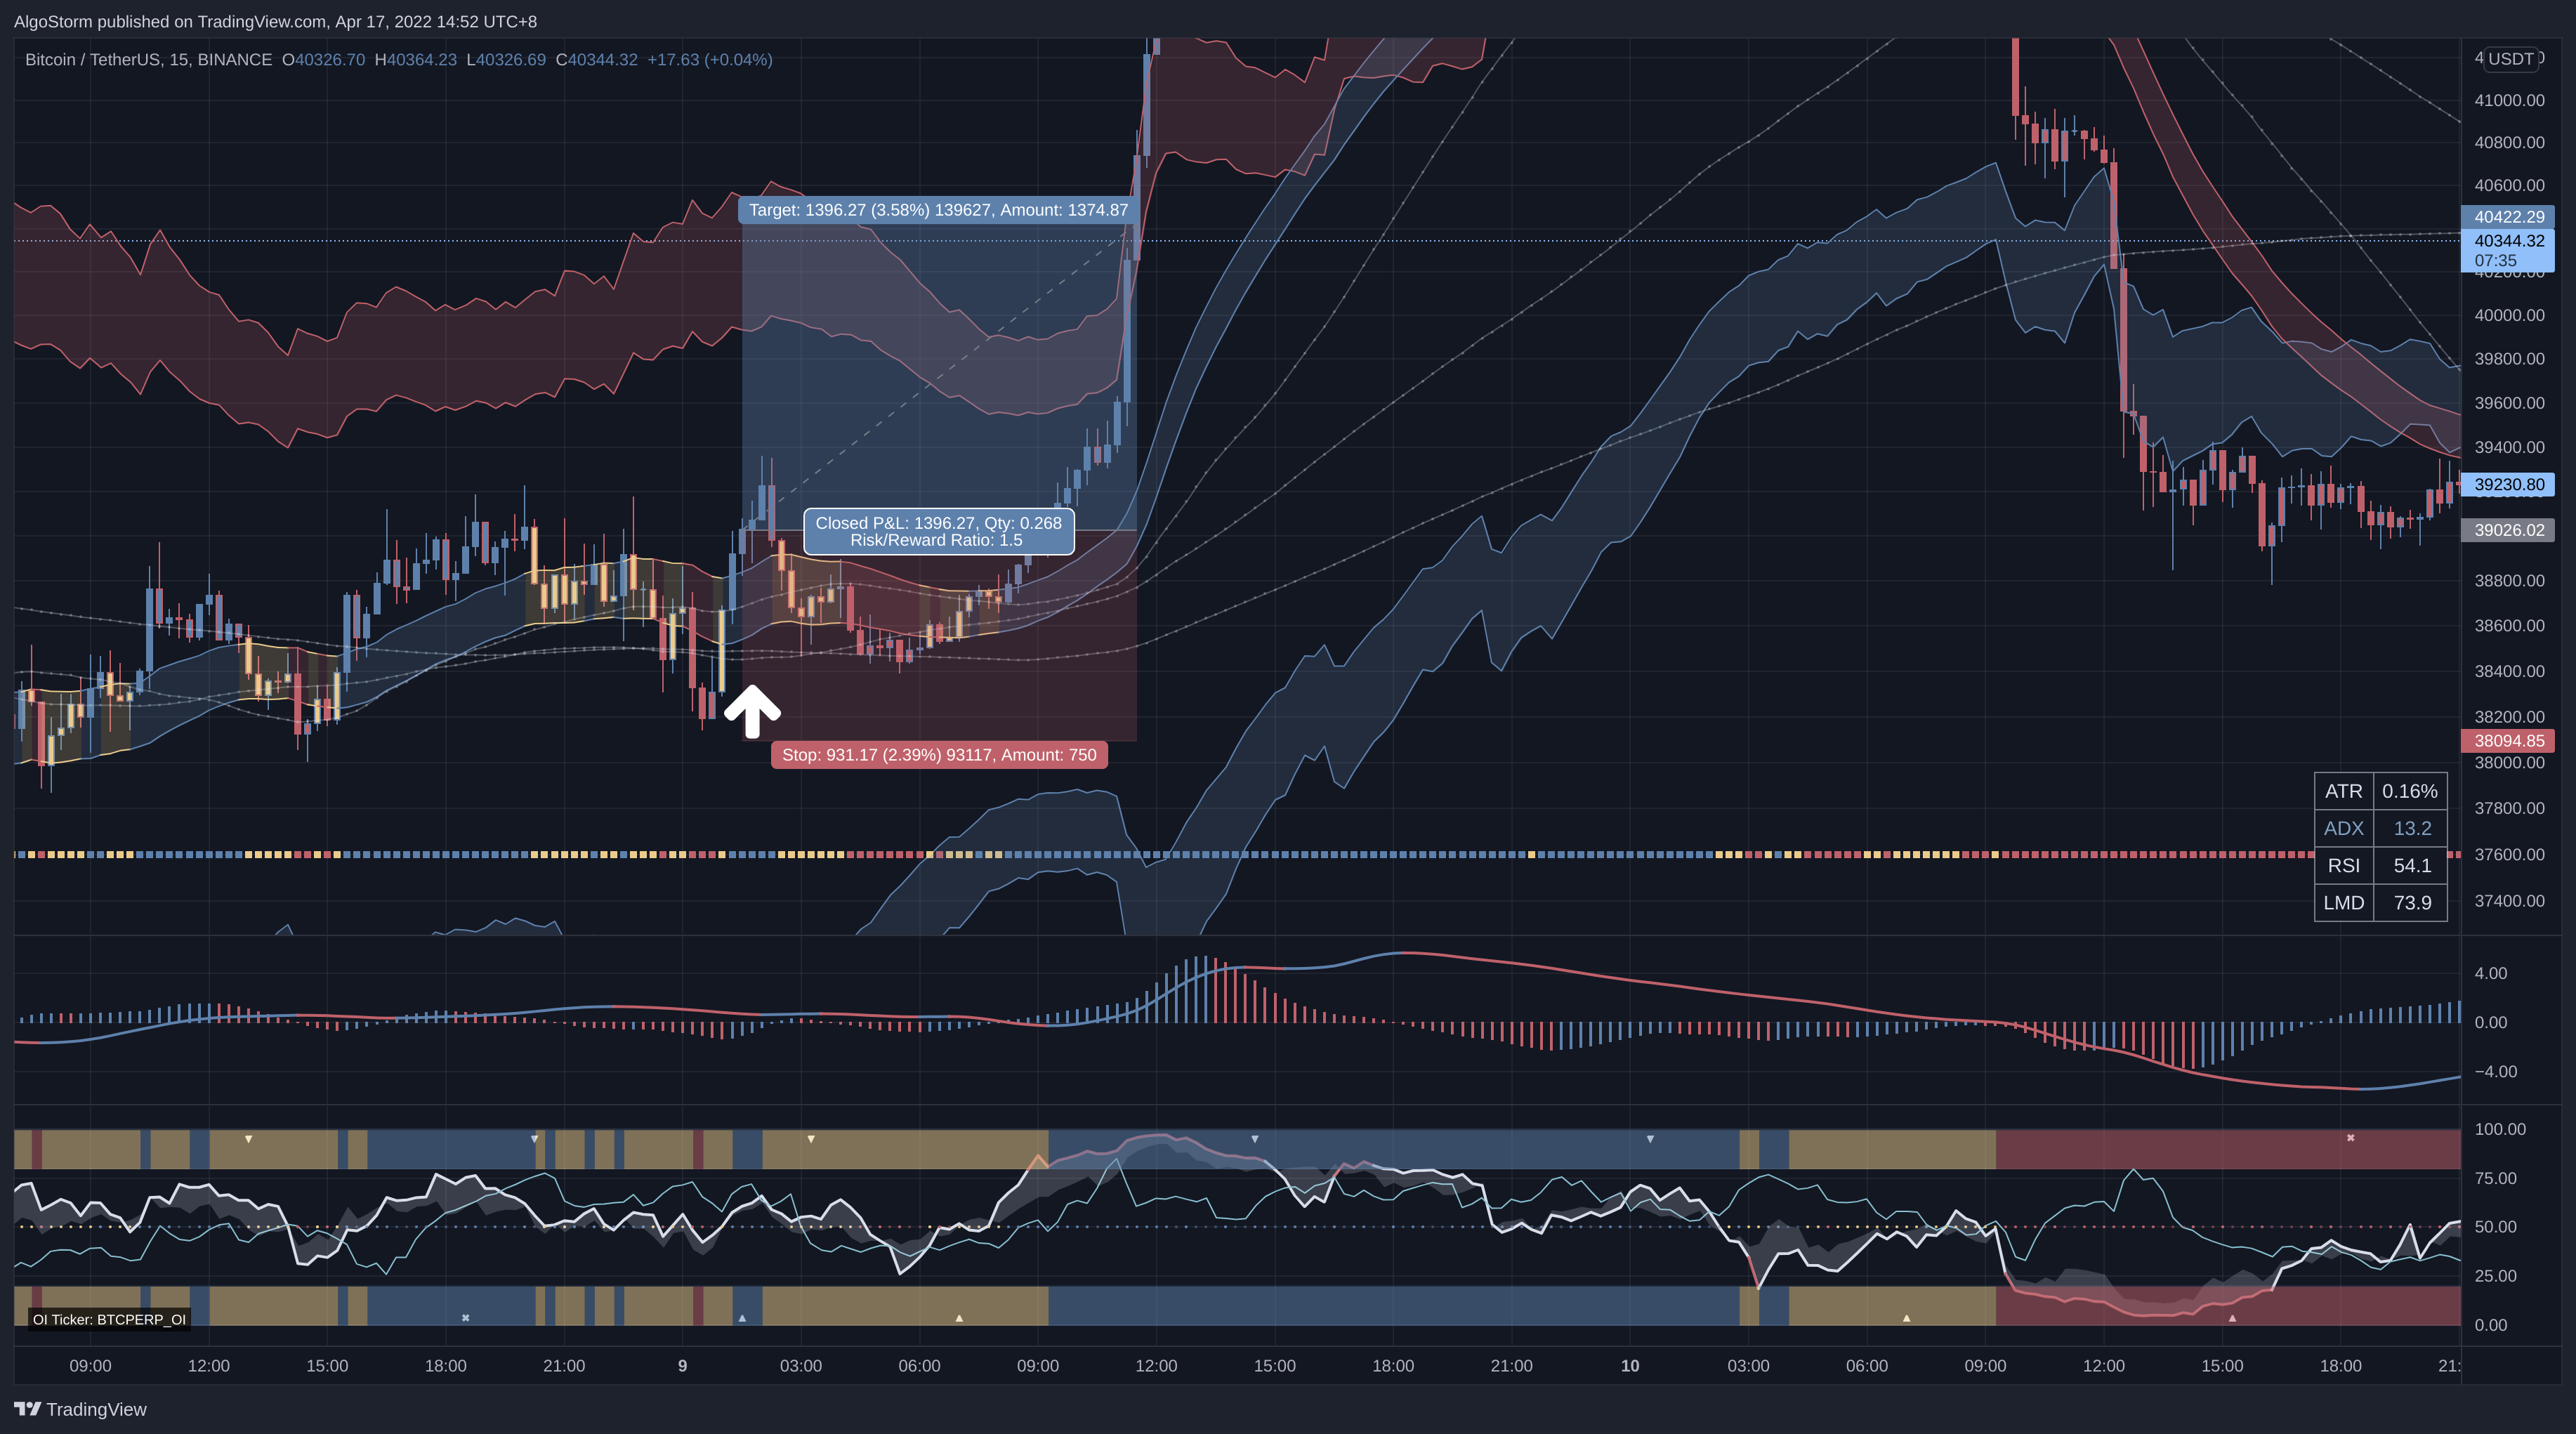 AlgoStorm published on TradingView.com, Apr 17, 2022 14:52 UTC+8
Bitcoin / TetherUS, 15, BINANCE O40326.70 H40364.23 L40326.69 C40344.32 +17.63 (+0.04%)
USDT
41000.00
40800.00
40600.00
Target: 1396.27 (3.58%) 139627, Amount: 1374.87
40422.29
40344.32
07:35
40200.00
40000.00
39800.00
39600.00
39400.00
39230.80
Closed P&L: 1396.27, Qty: 0.268
Risk/Reward Ratio: 1.5
39026.02
38800.00
38600.00
38400.00
38200.00
38094.85
Stop: 931.17 (2.39%) 93117, Amount: 750
38000.00
ATR 0.16%
37800.00
ADX 13.2
37600.00
RSI 54.1
LMD 73.9
37400.00
4.00
0.00
−4.00
100.00
75.00
50.00
25.00
OI Ticker: BTCPERP_OI
0.00
09:00 12:00 15:00 18:00 21:00 9 03:00 06:00 09:00 12:00 15:00 18:00 21:00 10 03:00 06:00 09:00 12:00 15:00 18:00 21:
TradingView